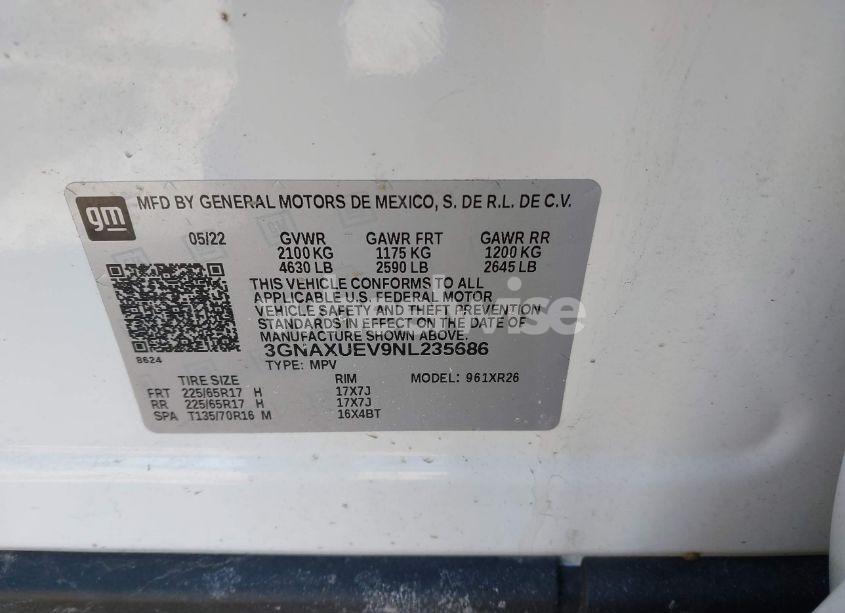 gm
MFD BY GENERAL MOTORS DE MEXICO, S. DE R.L. DE C.V.
05/22 GVWR GAWR FRT GAWR RR
2100 KG 1175 KG 1200 KG
4630 LB 2590 LB 2645 LB
THIS VEHICLE CONFORMS TO ALL
APPLICABLE U.S. FEDERAL MOTOR
VEHICLE SAFETY AND THEFT PREVENTION
STANDARDS IN EFFECT ON THE DATE OF
MANUFACTURE SHOWN ABOVE.
8624
3GNAXUEV9NL235686
TYPE: MPV
MODEL: 961XR26
TIRE SIZE RIM
FRT 225/65R17 H 17X7J
RR 225/65R17 H 17X7J
SPA T135/70R16 M 16X4BT